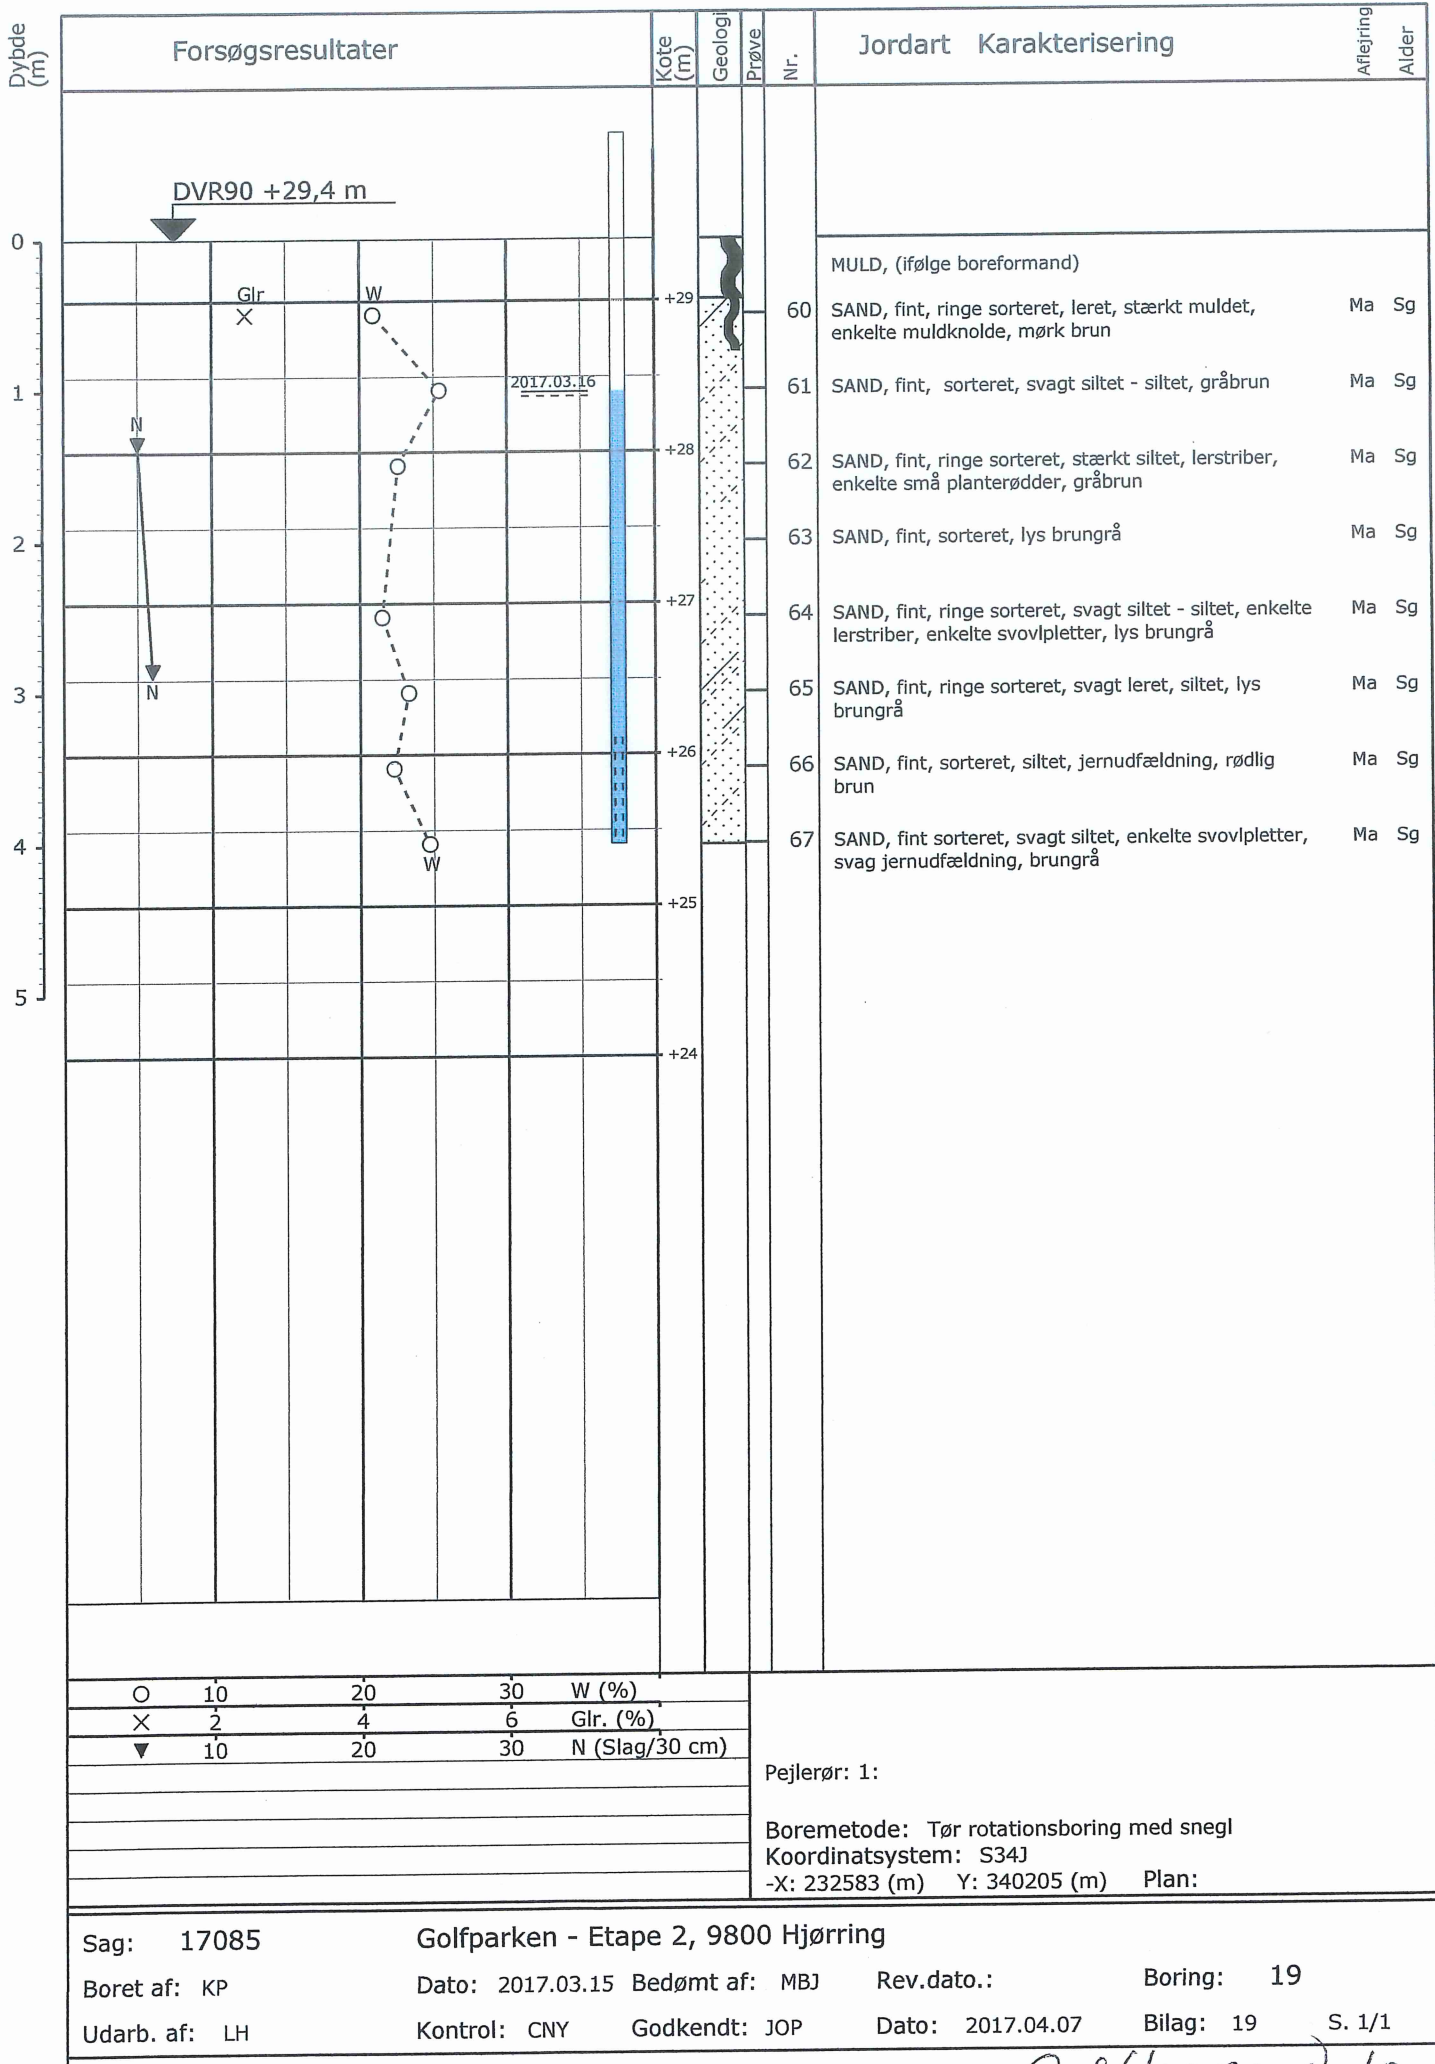 Dybde (m)
Forsøgsresultater
Kote (m)
Geologi
Prøve
Nr.
Jordart Karakterisering
Aflejring
Alder
DVR90 +29,4 m
0
MULD, (ifølge boreformand)
Glr
W
+29
60 SAND, fint, ringe sorteret, leret, stærkt muldet, Ma Sg
enkelte muldknolde, mørk brun
1
2017.03.16
61 SAND, fint, sorteret, svagt siltet - siltet, gråbrun Ma Sg
N
+28
62 SAND, fint, ringe sorteret, stærkt siltet, lerstriber, Ma Sg
enkelte små planterødder, gråbrun
2
63 SAND, fint, sorteret, lys brungrå Ma Sg
+27
64 SAND, fint, ringe sorteret, svagt siltet - siltet, enkelte Ma Sg
lerstriber, enkelte svovlpletter, lys brungrå
3
N
65 SAND, fint, ringe sorteret, svagt leret, siltet, lys Ma Sg
brungrå
+26
66 SAND, fint, sorteret, siltet, jernudfældning, rødlig Ma Sg
brun
4
67 SAND, fint sorteret, svagt siltet, enkelte svovlpletter, Ma Sg
svag jernudfældning, brungrå
W
+25
5
+24
10 20 30 W (%)
2 4 6 Glr. (%)
10 20 30 N (Slag/30 cm)
Pejlerør: 1:
Boremetode: Tør rotationsboring med snegl
Koordinatsystem: S34J
-X: 232583 (m) Y: 340205 (m) Plan:
Sag: 17085 Golfparken - Etape 2, 9800 Hjørring
Boret af: KP Dato: 2017.03.15 Bedømt af: MBJ Rev.dato.: Boring: 19
Udarb. af: LH Kontrol: CNY Godkendt: JOP Dato: 2017.04.07 Bilag: 19 S. 1/1